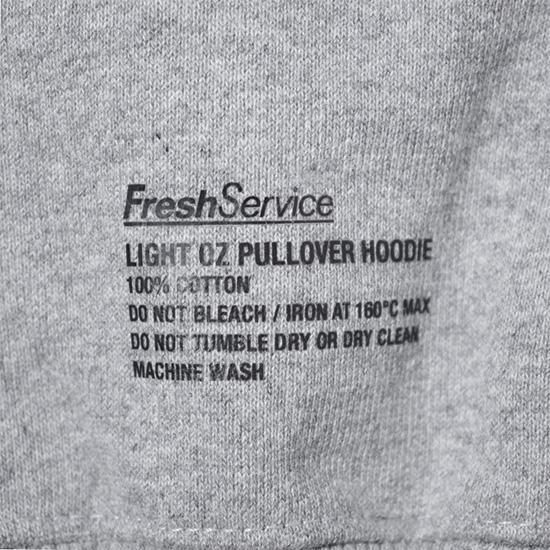 FreshService
LIGHT OZ PULLOVER HOODIE
100% COTTON
DO NOT BLEACH / IRON AT 160°C MAX
DO NOT TUMBLE DRY OR DRY CLEAN
MACHINE WASH